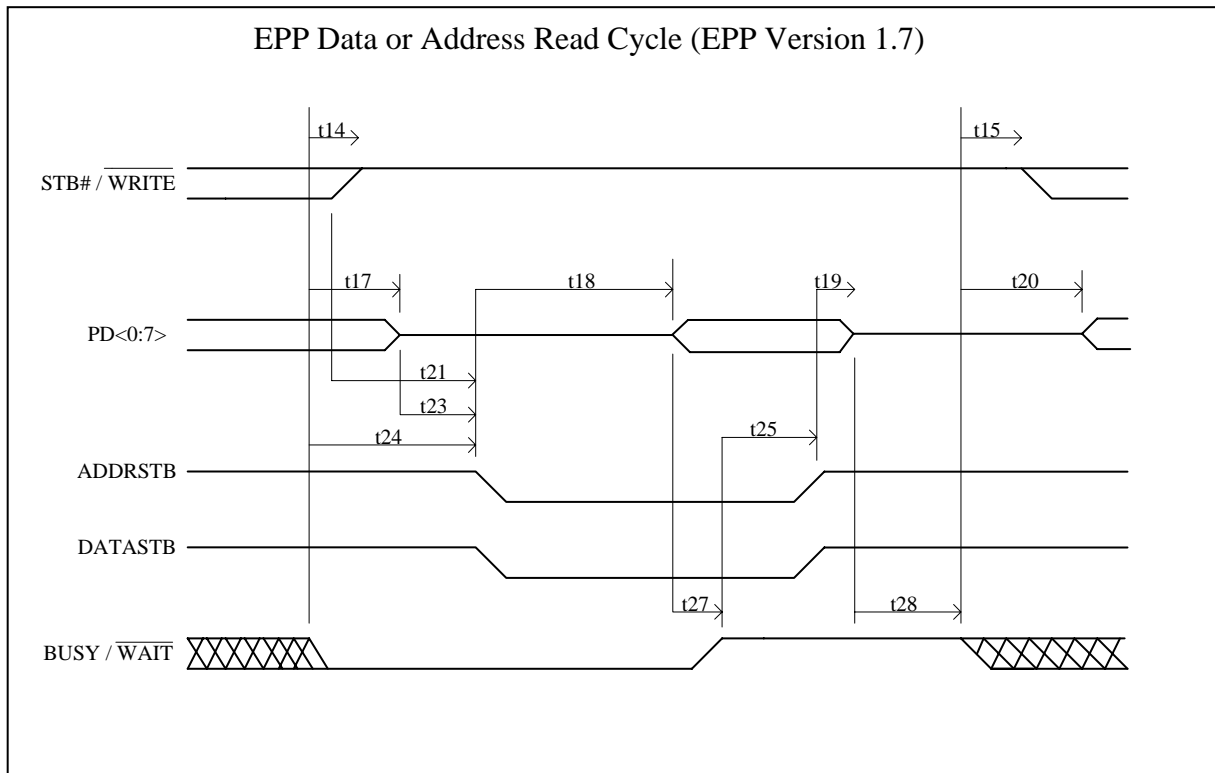 EPP Data or Address Read Cycle (EPP Version 1.7)
t14
t15
STB# / WRITE
t17
t18
t19
t20
PD<0:7>
t21
t23
t24
t25
ADDRSTB
DATASTB
t27
t28
BUSY / WAIT